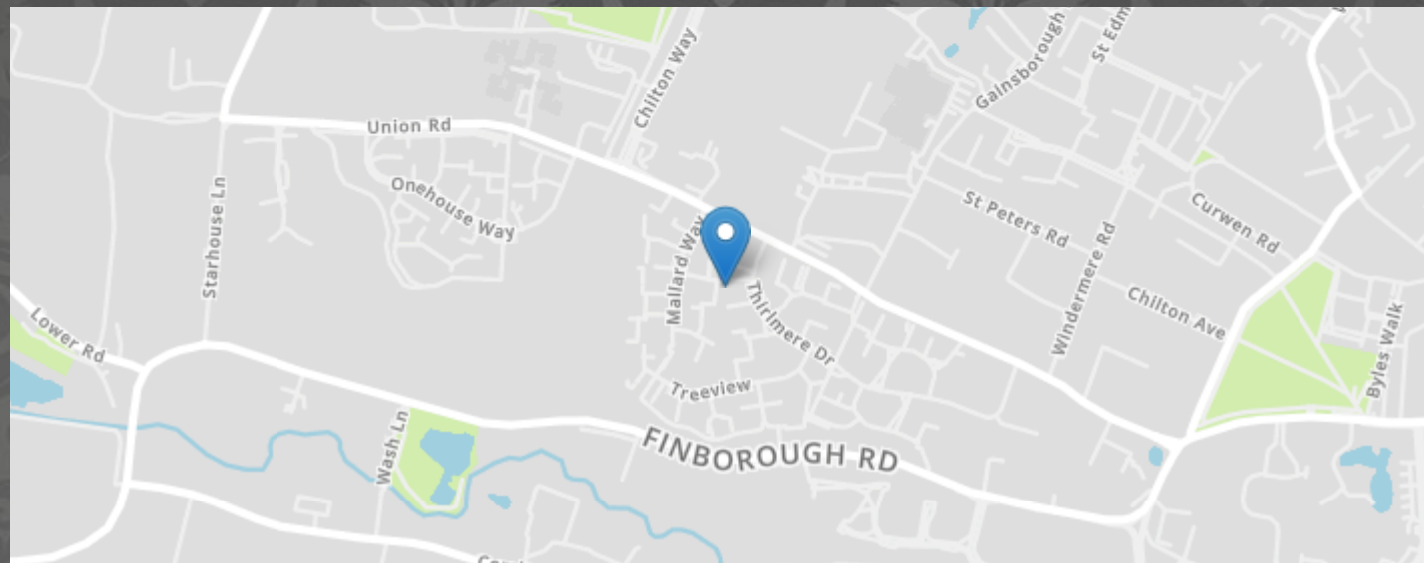 Chilton Way
Gainsborough
St Edm
Union Rd
Onehouse Way
Starhouse Ln
St Peters Rd
Curwen Rd
Mallard Way
Windermere Rd
Thirlmere Dr
Chilton Ave
Lower Rd
Byles Walk
Treeview
Wash Ln
FINBOROUGH RD